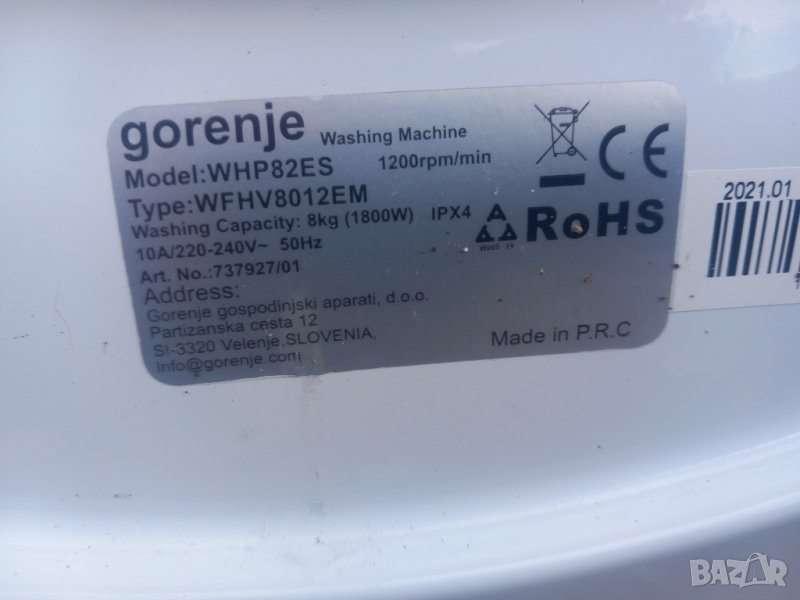 gorenje Washing Machine
Model:WHP82ES 1200rpm/min
Type:WFHV8012EM
Washing Capacity: 8kg (1800W) IPX4
10A/220-240V~ 50Hz
Art. No.:737927/01
Address:
Gorenje gospodinjski aparati, d.o.o.
Partizanska cesta 12
SI-3320 Velenje,SLOVENIA,
Info@gorenje.com
CE
RoHS
Made in P.R.C
2021.01
BAZAR